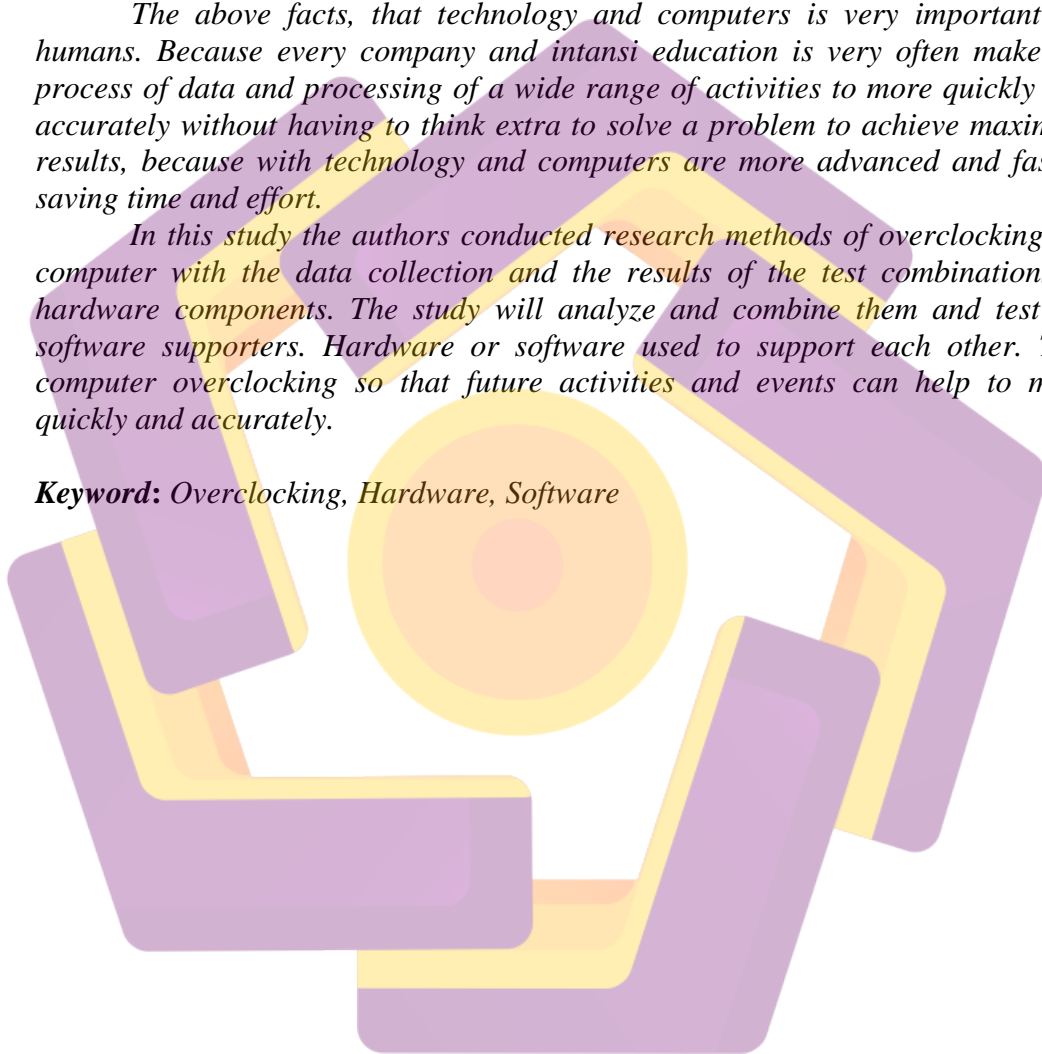 The above facts, that technology and computers is very important
humans. Because every company and intansi education is very often make
process of data and processing of a wide range of activities to more quickly
accurately without having to think extra to solve a problem to achieve
results, because with technology and computers are more advanced and
saving time and effort.
In this study the authors conducted research methods of overclocking
computer with the data collection and the results of the test
hardware components. The study will analyze and combine them and test
software supporters. Hardware or software used to support each other.
computer overclocking so that future activities and events can help to
quickly and accurately.
Keyword: Overclocking, Hardware, Software